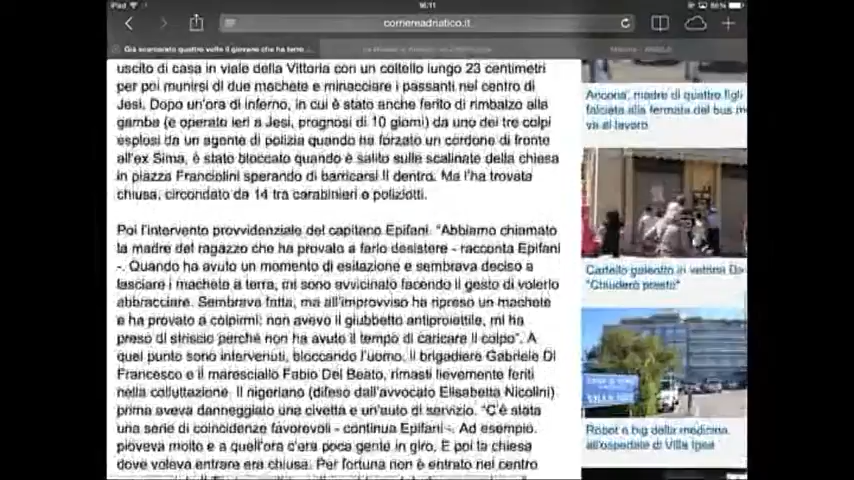 iPad
16:11
86%
corriereadriatico.it
Già scarcerato quattro volte il giovane che ha terro...
uscito di casa in viale della Vittoria con un coltello lungo 23 centimetri
per poi munirsi di due machete e minacciare i passanti nel centro di
Jesi. Dopo un'ora di inferno, in cui è stato anche ferito di rimbalzo alla
gamba (e operato ieri a Jesi, prognosi di 10 giorni) da uno dei tre colpi
esplosi da un agente di polizia quando ha forzato un cordone di fronte
all'ex Sima, è stato bloccato quando è salito sulle scalinate della chiesa
in piazza Franciolini sperando di barricarsi lì dentro. Ma l'ha trovata
chiusa, circondato da 14 tra carabinieri e poliziotti.
Poi l'intervento provvidenziale del capitano Epifani. "Abbiamo chiamato
la madre del ragazzo che ha provato a farlo desistere - racconta Epifani
-. Quando ha avuto un momento di esitazione e sembrava deciso a
lasciare i machete a terra, mi sono avvicinato facendo il gesto di volerlo
abbracciare. Sembrava fatta, ma all'improvviso ha ripreso un machete
e ha provato a colpirmi: non avevo il giubbetto antiproiettile, mi ha
preso di striscio perché non ha avuto il tempo di caricare il colpo". A
quel punto sono intervenuti, bloccando l'uomo, il brigadiere Gabriele Di
Francesco e il maresciallo Fabio Del Beato, rimasti lievemente feriti
nella colluttazione. Il nigeriano (difeso dall'avvocato Elisabetta Nicolini)
prima aveva danneggiato una civetta e un'auto di servizio. "C'è stata
una serie di coincidenze favorevoli - continua Epifani -. Ad esempio,
pioveva molto e a quell'ora c'era poca gente in giro. E poi la chiesa
dove voleva entrare era chiusa. Per fortuna non è entrato nel centro
Ancona, madre di quattro figli
falciata alla fermata del bus m
va al lavoro
Cartello galeotto in vetrina Da
"Chiuderò presto"
Robot e big della medicina
all'ospedale di Villa Igea